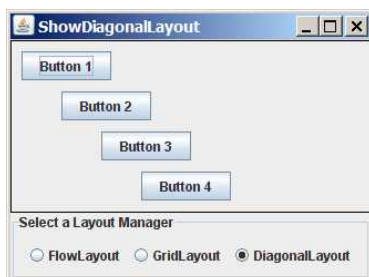 ShowDiagonalLayout
Button 1
Button 2
Button 3
Button 4
Select a Layout Manager
FlowLayout GridLayout DiagonalLayout